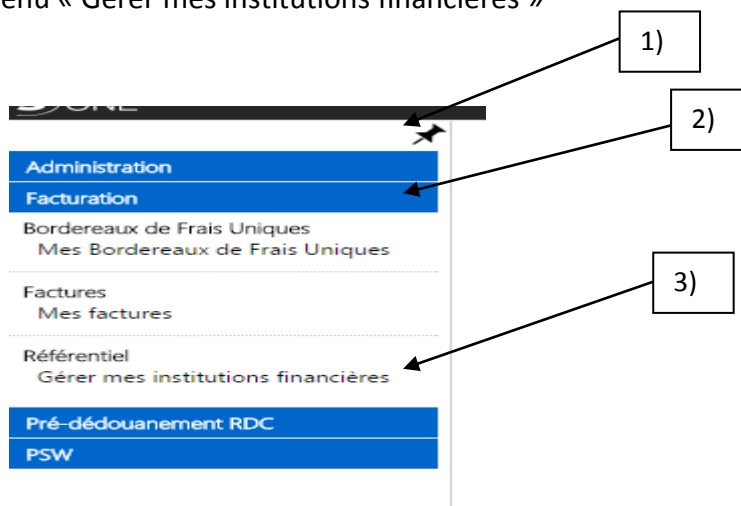 enu « Gérer mes institutions financières »
1)
2)
Administration
Facturation
Bordereaux de Frais Uniques
Mes Bordereaux de Frais Uniques
3)
Factures
Mes factures
Référentiel
Gérer mes institutions financières
Pré-dédouanement RDC
PSW